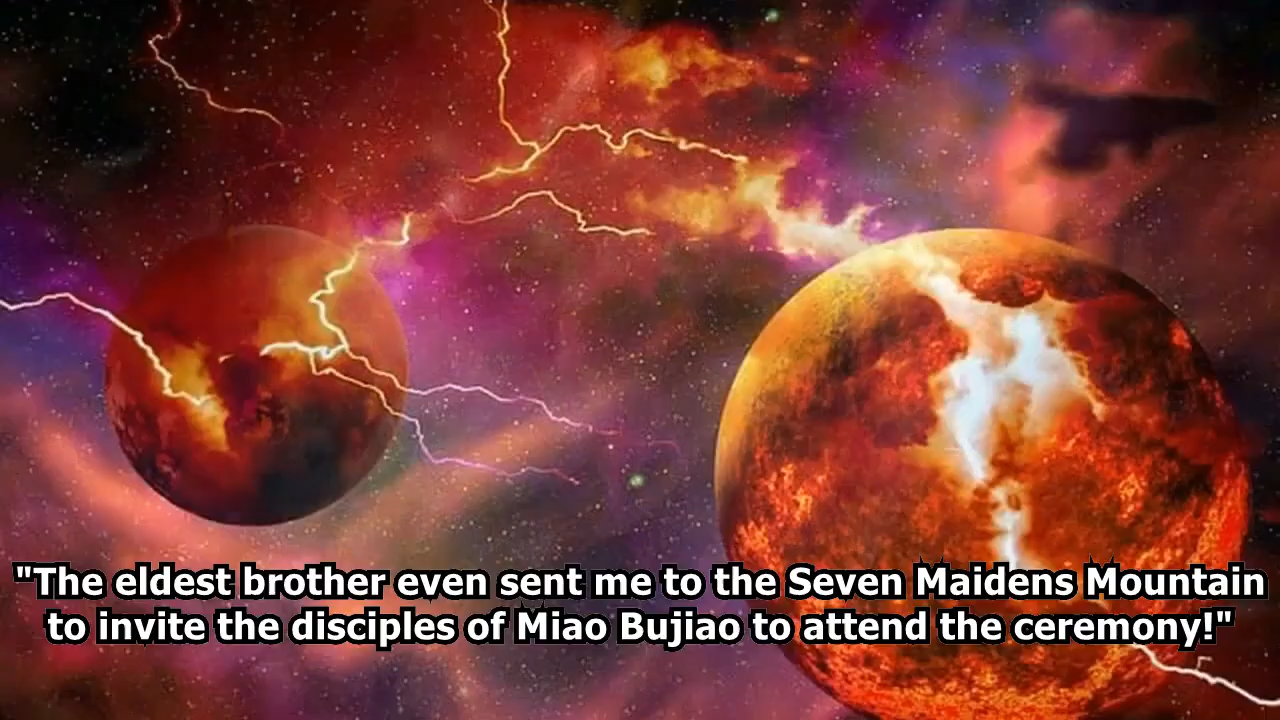 "The eldest brother even sent me to the Seven Maidens Mountain
to invite the disciples of Miao Bujiao to attend the ceremony!"